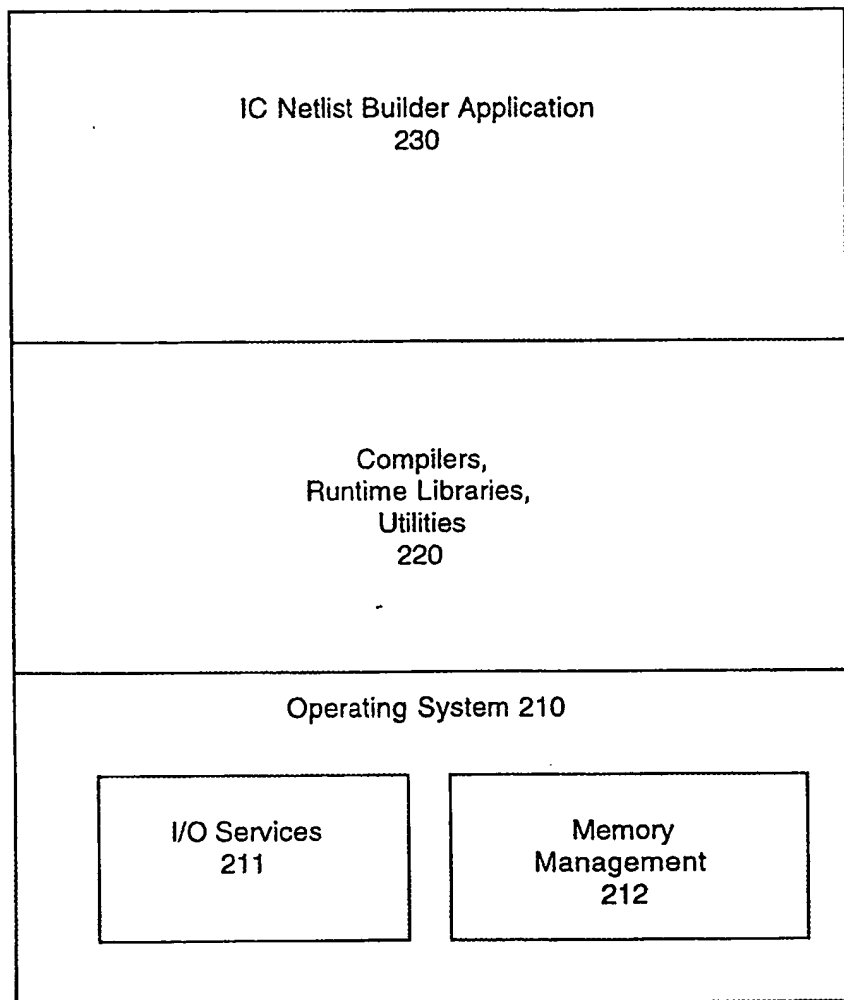 IC Netlist Builder Application
230
Compilers,
Runtime Libraries,
Utilities
220
Operating System 210
I/O Services
211
Memory
Management
212